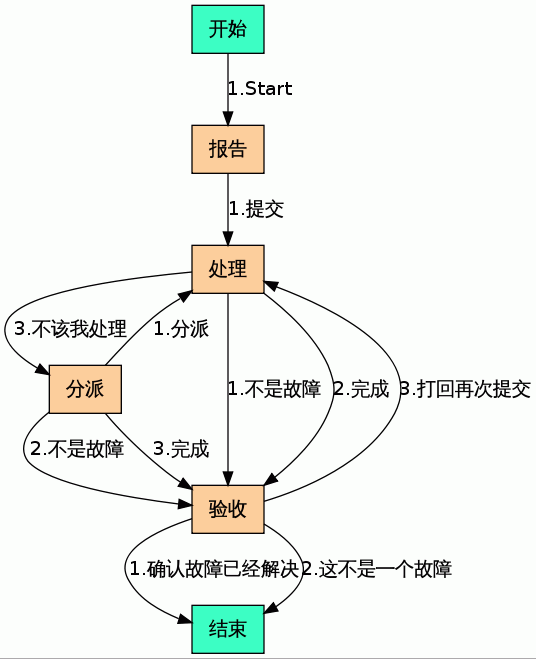 开始
1.Start
报告
1.提交
处理
3.不该我处理
1.分派
分派
1.不是故障
2.完成
3.打回再次提交
2.不是故障
3.完成
验收
1.确认故障已经解决
2.这不是一个故障
结束